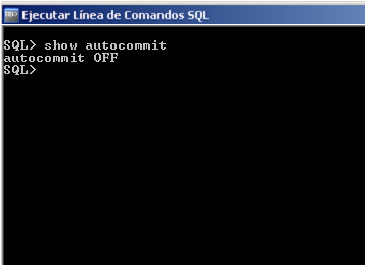 Ejecutar Línea de Comandos SQL
SQL> show autocommit
autocommit OFF
SQL>